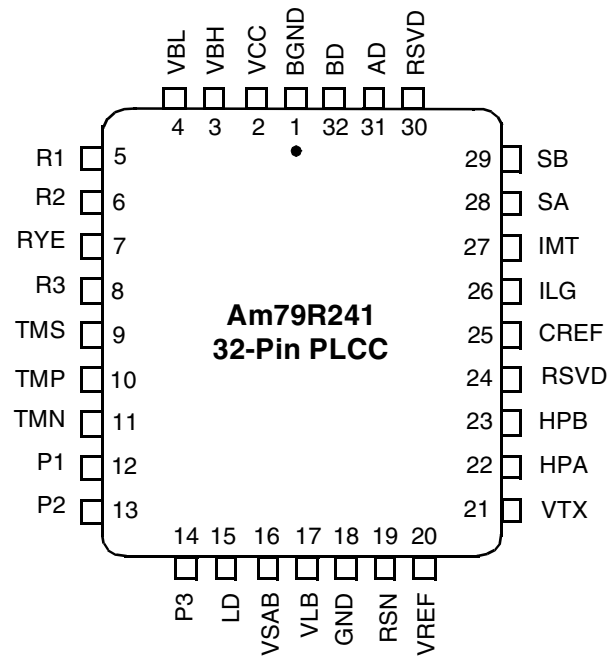 VBL VBH VCC BGND BD AD RSVD
4 3 2 1 32 31 30
R1 5 29 SB
R2 6 28 SA
RYE 7 27 IMT
R3 8 26 ILG
TMS 9 25 CREF
TMP 10 24 RSVD
TMN 11 23 HPB
P1 12 22 HPA
P2 13 21 VTX
Am79R241
32-Pin PLCC
14 15 16 17 18 19 20
P3 LD VSAB VLB GND RSN VREF